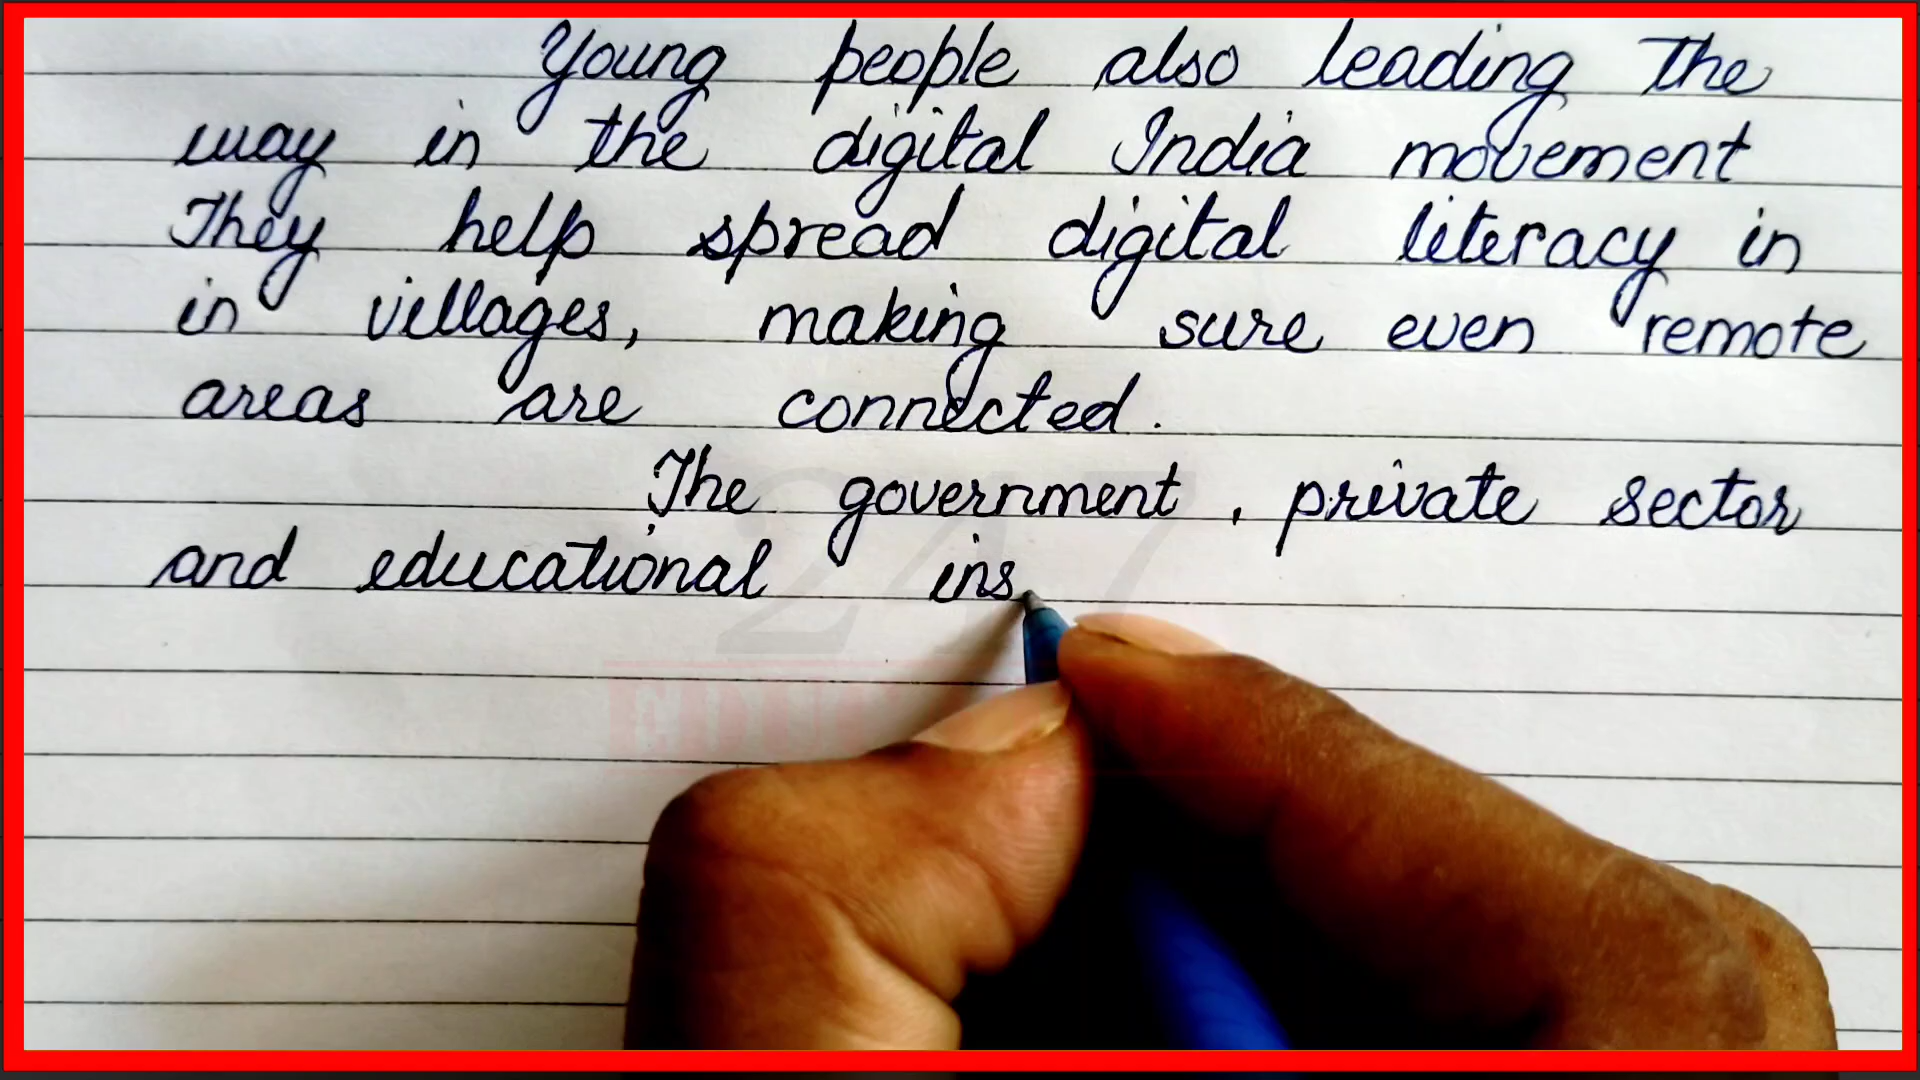 Young people also leading the
way in the digital India movement
They help spread digital literacy in
in villages, making sure even remote
areas are connected.
The government, private sector
and educational ins
247